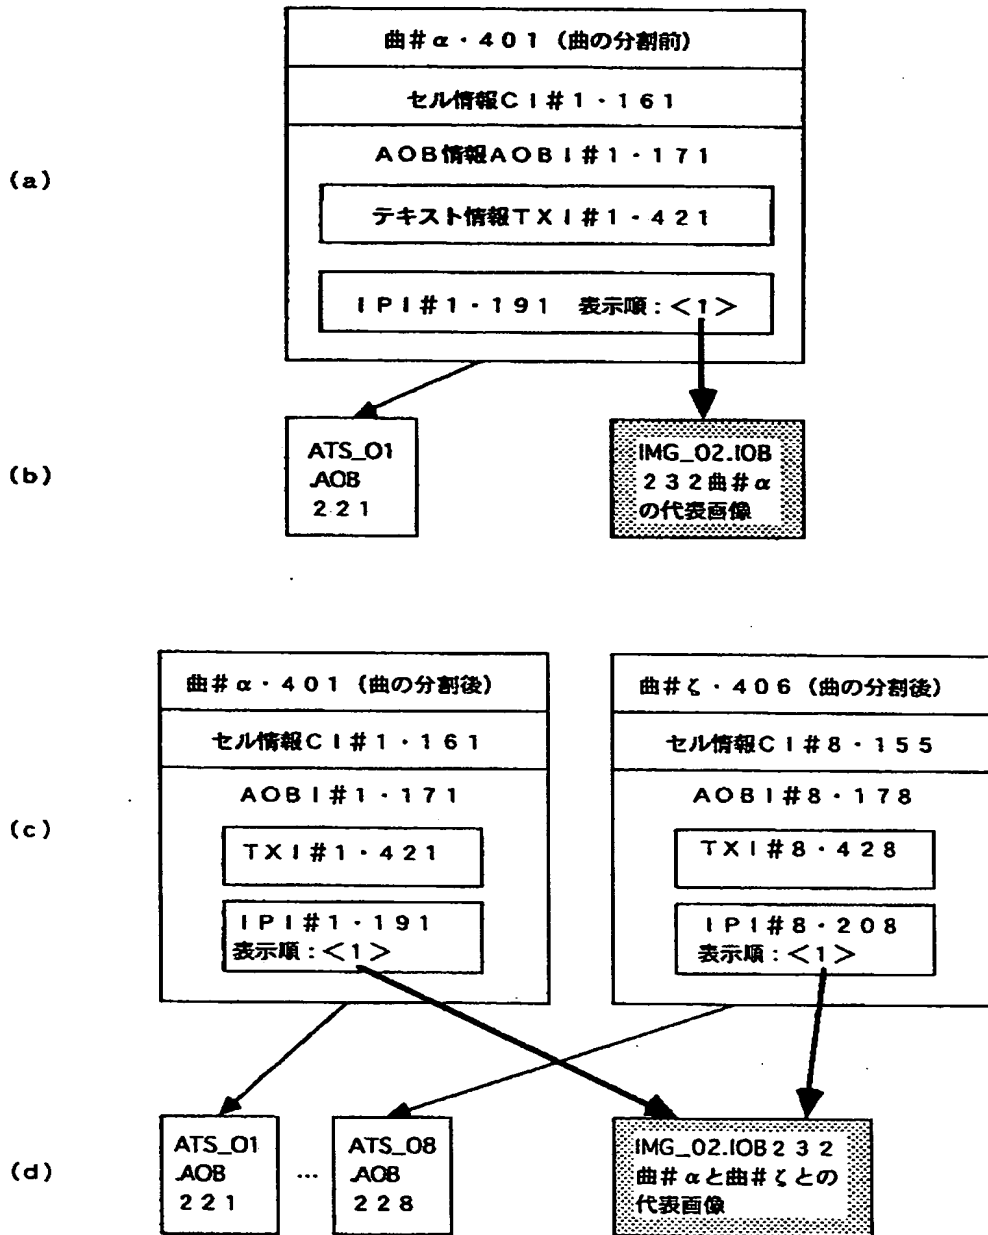 曲#α・401（曲の分割前）
セル情報CI#1・161
AOB情報AOBI#1・171
(a)
テキスト情報TXI#1・421
IPI#1・191 表示順：<1>
(b)
ATS_01
.AOB
221
IMG_02.IOB
232曲#α
の代表画像
曲#α・401（曲の分割後）
セル情報CI#1・161
AOBI#1・171
(c)
TXI#1・421
IPI#1・191
表示順：<1>
曲#ζ・406（曲の分割後）
セル情報CI#8・155
AOBI#8・178
TXI#8・428
IPI#8・208
表示順：<1>
(d)
ATS_01
.AOB
221
…
ATS_08
.AOB
228
IMG_02.IOB232
曲#αと曲#ζとの
代表画像